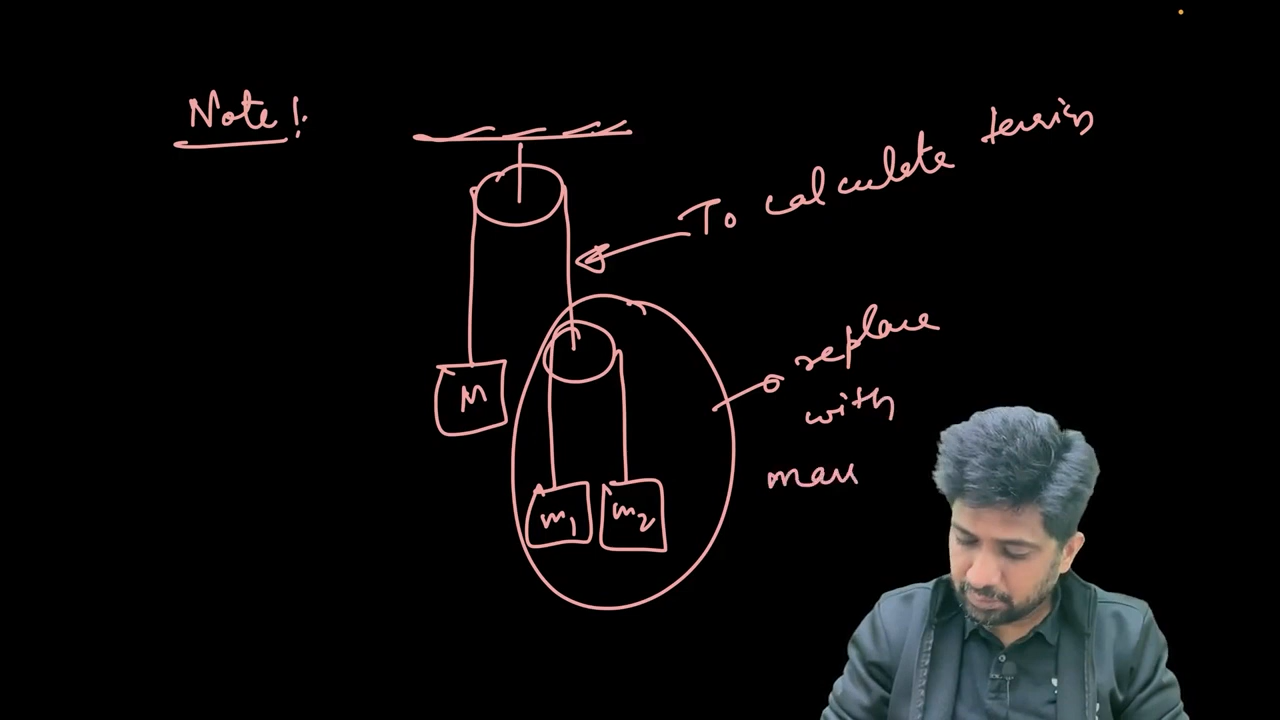 Note!
To calculate tension
replace
with
mass
M
m1 m2